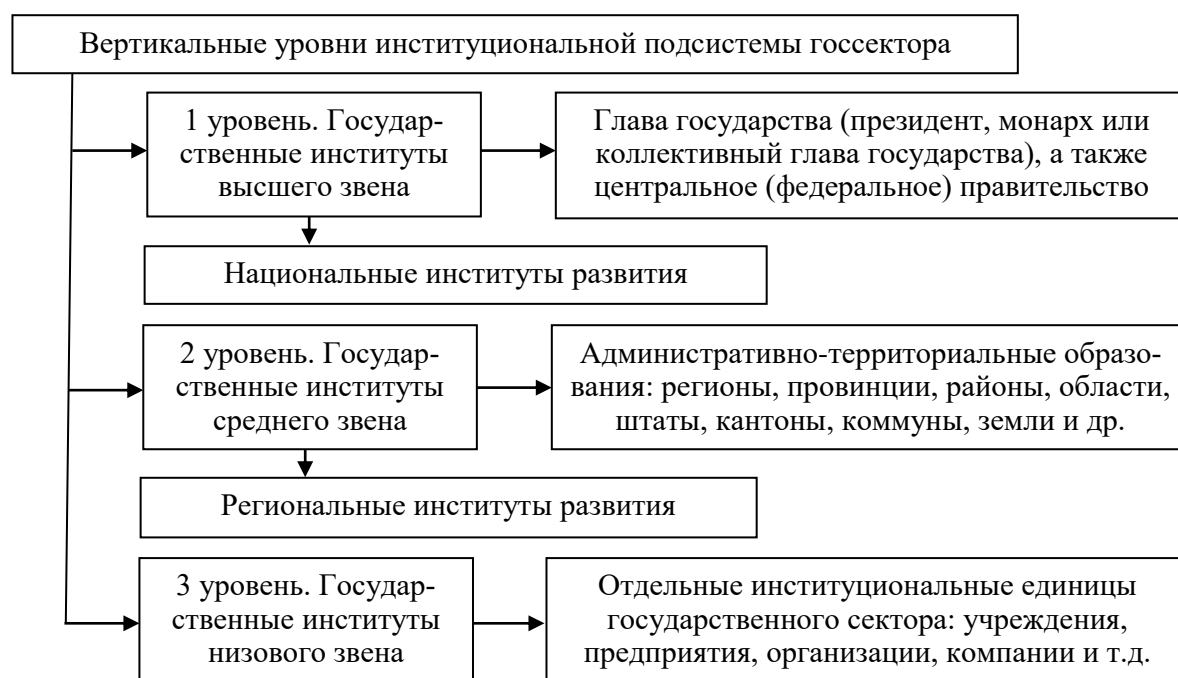 Вертикальные уровни институциональной подсистемы госсектора
1 уровень. Государ-
ственные институты
высшего звена
Глава государства (президент, монарх или
коллективный глава государства), а также
центральное (федеральное) правительство
Национальные институты развития
2 уровень. Государ-
ственные институты
среднего звена
Административно-территориальные образо-
вания: регионы, провинции, районы, области,
штаты, кантоны, коммуны, земли и др.
Региональные институты развития
3 уровень. Государ-
ственные институты
низового звена
Отдельные институциональные единицы
государственного сектора: учреждения,
предприятия, организации, компании и т.д.